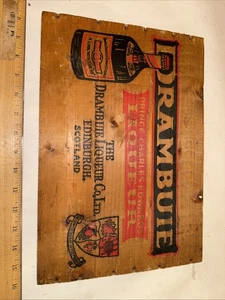 DRAMBUIE
PRINCE CHARLES EDWARD'S
LIQUEUR
THE
DRAMBUIE LIQUEUR CO. LTD.
EDINBURGH.
SCOTLAND